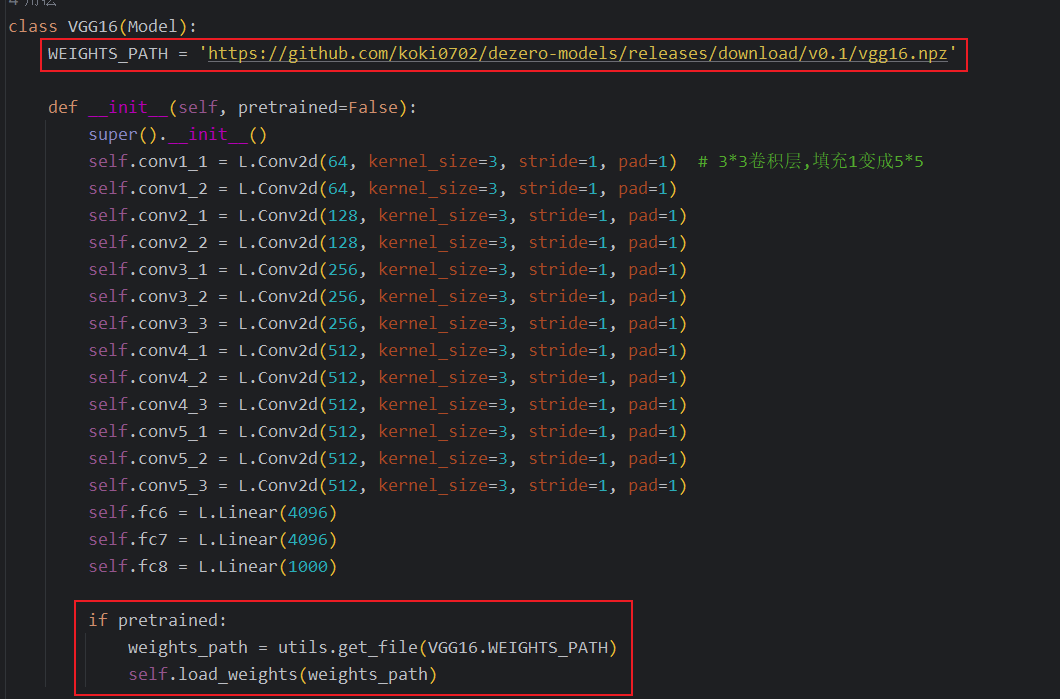 4 用法
class VGG16(Model):
WEIGHTS_PATH = 'https://github.com/koki0702/dezero-models/releases/download/v0.1/vgg16.npz'
def __init__(self, pretrained=False):
super().__init__()
self.conv1_1 = L.Conv2d(64, kernel_size=3, stride=1, pad=1)  # 3*3卷积层,填充1变成5*5
self.conv1_2 = L.Conv2d(64, kernel_size=3, stride=1, pad=1)
self.conv2_1 = L.Conv2d(128, kernel_size=3, stride=1, pad=1)
self.conv2_2 = L.Conv2d(128, kernel_size=3, stride=1, pad=1)
self.conv3_1 = L.Conv2d(256, kernel_size=3, stride=1, pad=1)
self.conv3_2 = L.Conv2d(256, kernel_size=3, stride=1, pad=1)
self.conv3_3 = L.Conv2d(256, kernel_size=3, stride=1, pad=1)
self.conv4_1 = L.Conv2d(512, kernel_size=3, stride=1, pad=1)
self.conv4_2 = L.Conv2d(512, kernel_size=3, stride=1, pad=1)
self.conv4_3 = L.Conv2d(512, kernel_size=3, stride=1, pad=1)
self.conv5_1 = L.Conv2d(512, kernel_size=3, stride=1, pad=1)
self.conv5_2 = L.Conv2d(512, kernel_size=3, stride=1, pad=1)
self.conv5_3 = L.Conv2d(512, kernel_size=3, stride=1, pad=1)
self.fc6 = L.Linear(4096)
self.fc7 = L.Linear(4096)
self.fc8 = L.Linear(1000)
if pretrained:
weights_path = utils.get_file(VGG16.WEIGHTS_PATH)
self.load_weights(weights_path)